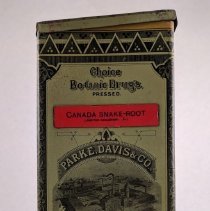 Choice
Botanic Drugs,
PRESSED.
CANADA SNAKE-ROOT
PARKE, DAVIS & CO.